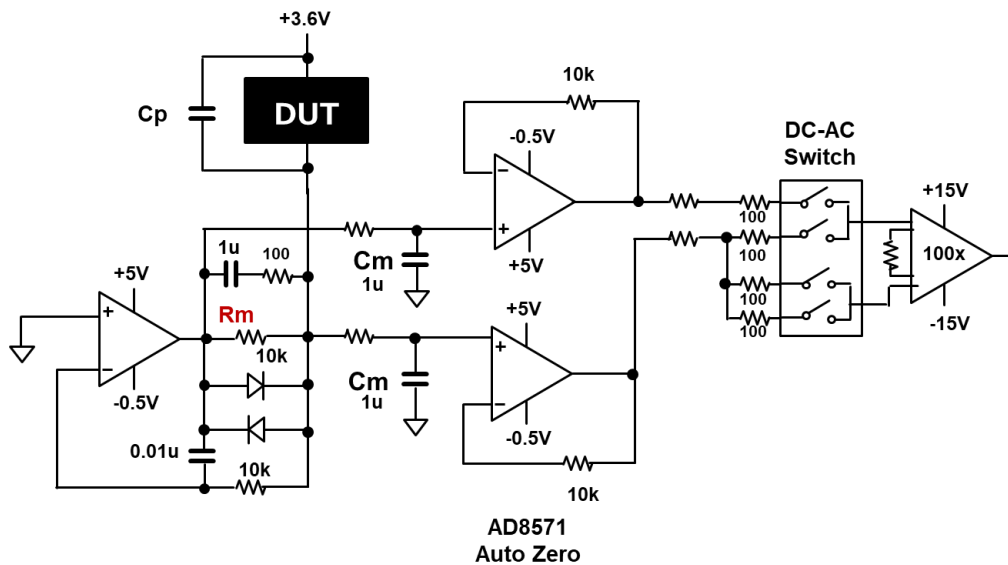 +3.6V
10k
Cp
DUT
DC-AC
Switch
-0.5V
−
+15V
100
+
1u
100
Cm
+5V
100
100x
+5V
1u
Rm
+5V
100
-15V
+
+
100
10k
−
Cm
−
-0.5V
1u
-0.5V
0.01u
10k
10k
AD8571
Auto Zero